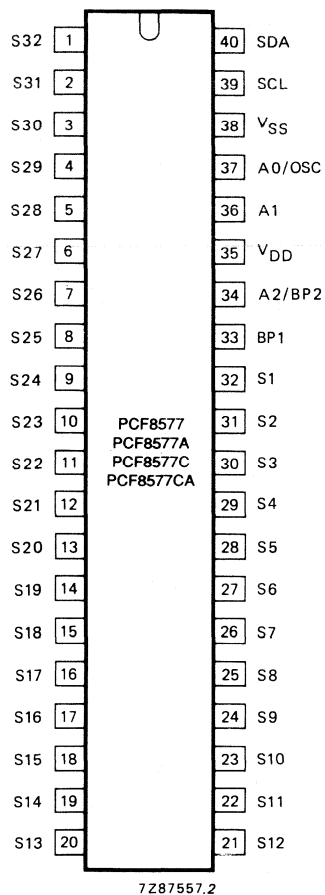 S32 1 40 SDA
S31 2 39 SCL
S30 3 38 VSS
S29 4 37 A0/OSC
S28 5 36 A1
S27 6 35 VDD
S26 7 34 A2/BP2
S25 8 33 BP1
S24 9 32 S1
S23 10 31 S2
S22 11 30 S3
S21 12 29 S4
S20 13 28 S5
S19 14 27 S6
S18 15 26 S7
S17 16 25 S8
S16 17 24 S9
S15 18 23 S10
S14 19 22 S11
S13 20 21 S12
PCF8577
PCF8577A
PCF8577C
PCF8577CA
7Z87557.2